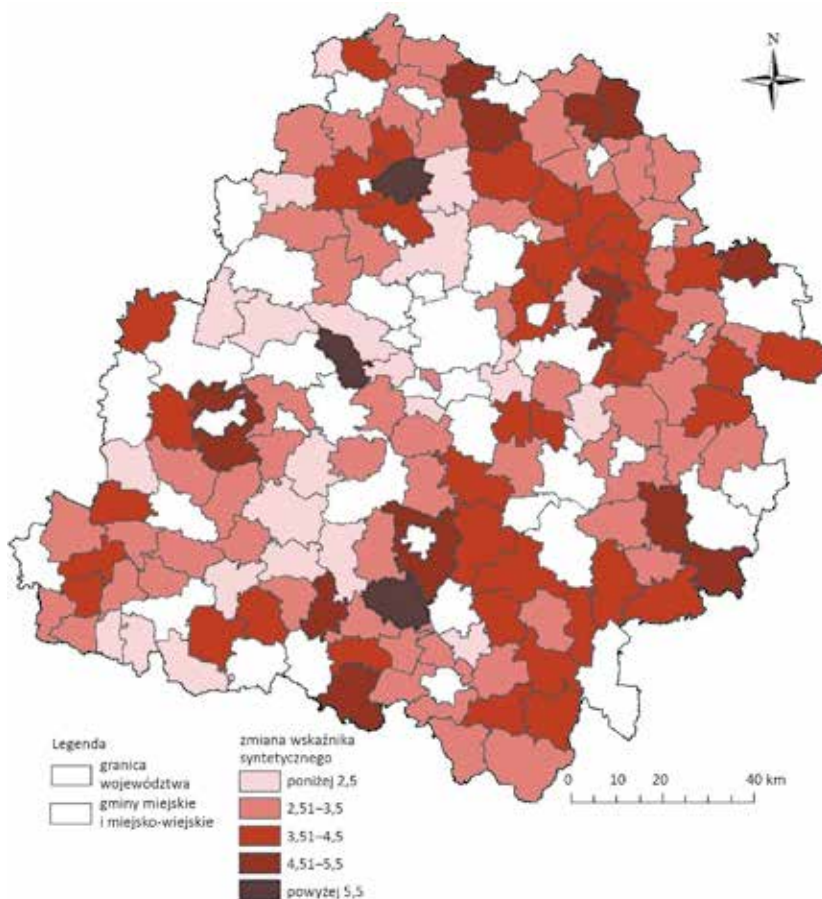 N
Legenda
granica
województwa
gminy miejskie
i miejsko-wiejskie
zmiana wskaźnika
syntetycznego
poniżej 2,5
2,51–3,5
3,51–4,5
4,51–5,5
powyżej 5,5
0 10 20 40 km